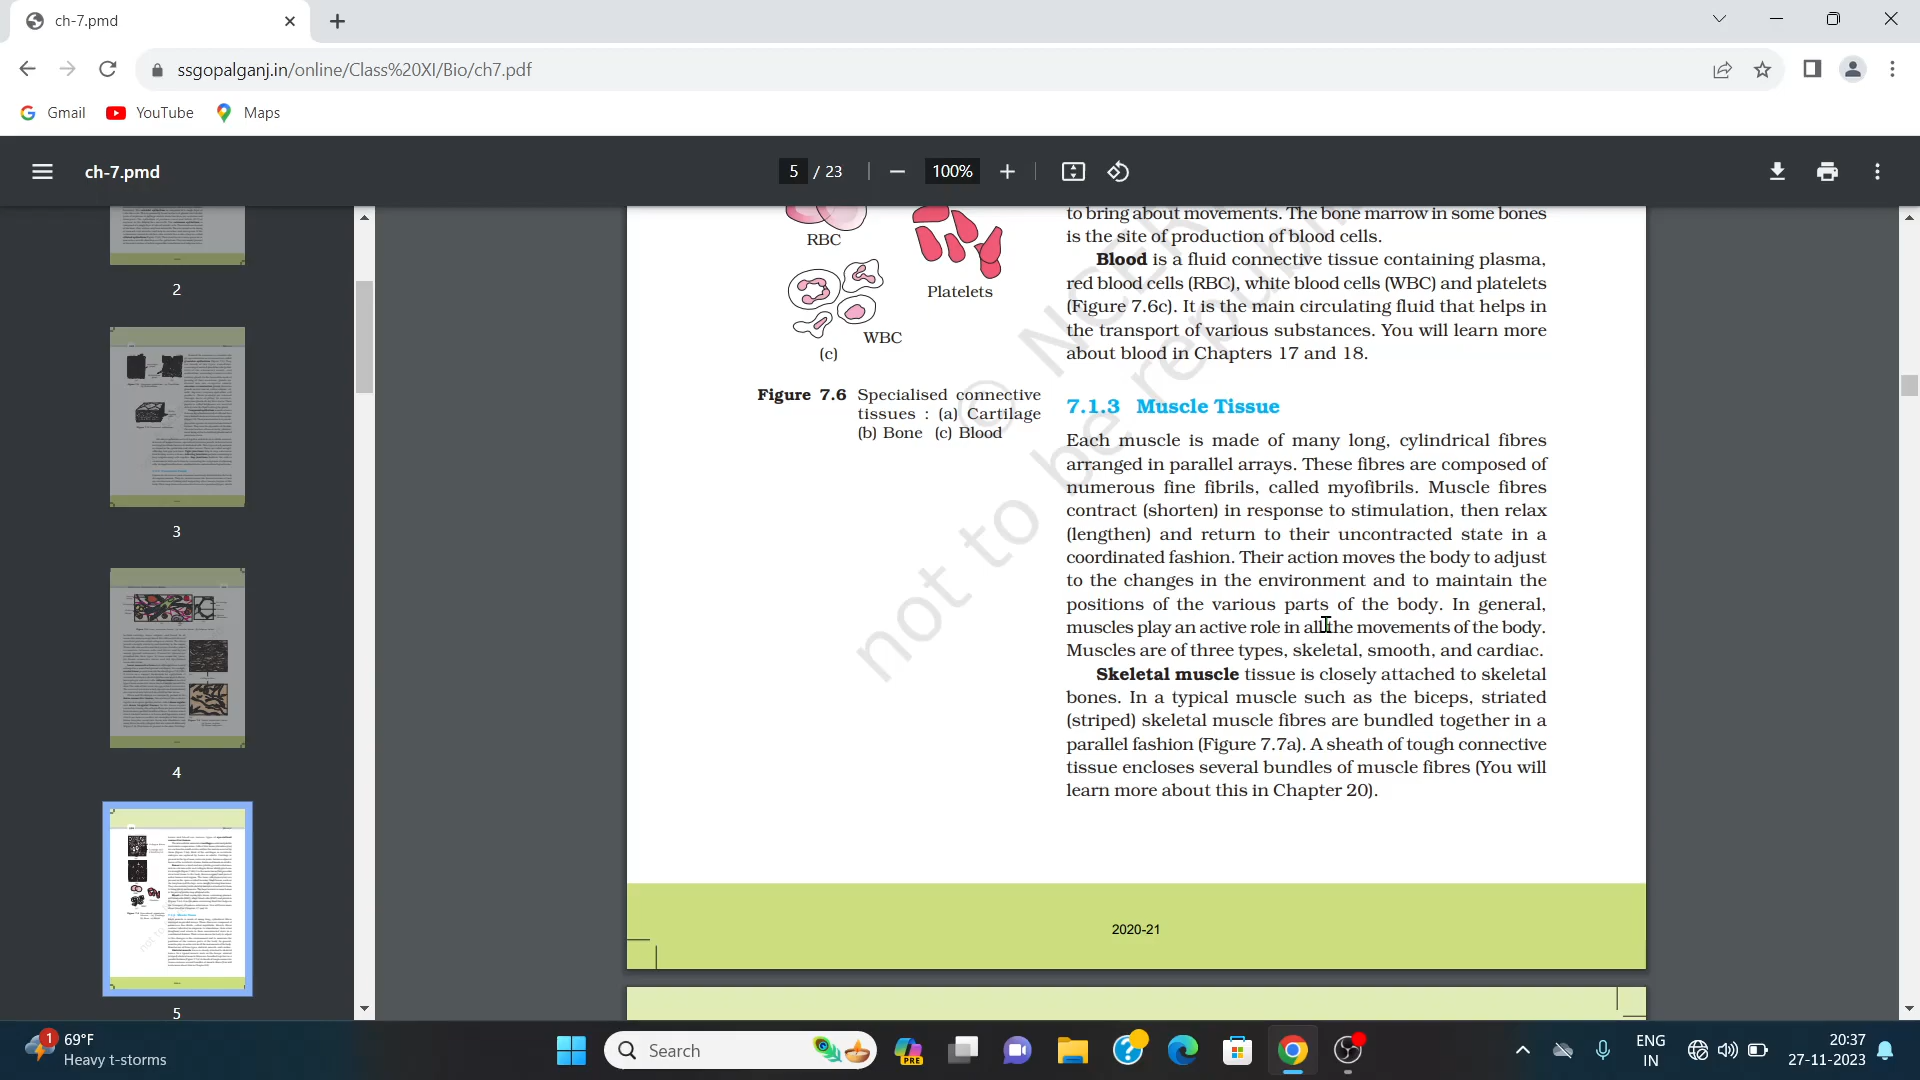 ch-7.pmd
ssgopalganj.in/online/Class%20XI/Bio/ch7.pdf
Gmail
YouTube
Maps
ch-7.pmd
5 / 23
100%
2
3
4
5
RBC
Platelets
WBC
(c)
Figure 7.6 Specialised connective
tissues : (a) Cartilage
(b) Bone (c) Blood
to bring about movements. The bone marrow in some bones
is the site of production of blood cells.
Blood is a fluid connective tissue containing plasma,
red blood cells (RBC), white blood cells (WBC) and platelets
(Figure 7.6c). It is the main circulating fluid that helps in
the transport of various substances. You will learn more
about blood in Chapters 17 and 18.
7.1.3 Muscle Tissue
Each muscle is made of many long, cylindrical fibres
arranged in parallel arrays. These fibres are composed of
numerous fine fibrils, called myofibrils. Muscle fibres
contract (shorten) in response to stimulation, then relax
(lengthen) and return to their uncontracted state in a
coordinated fashion. Their action moves the body to adjust
to the changes in the environment and to maintain the
positions of the various parts of the body. In general,
muscles play an active role in all the movements of the body.
Muscles are of three types, skeletal, smooth, and cardiac.
Skeletal muscle tissue is closely attached to skeletal
bones. In a typical muscle such as the biceps, striated
(striped) skeletal muscle fibres are bundled together in a
parallel fashion (Figure 7.7a). A sheath of tough connective
tissue encloses several bundles of muscle fibres (You will
learn more about this in Chapter 20).
© NCER
not to be republi
2020-21
1
69°F
Heavy t-storms
Search
PRE
ENG
IN
20:37
27-11-2023